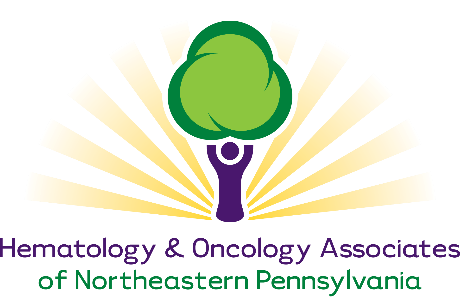 Hematology & Oncology Associates
of Northeastern Pennsylvania